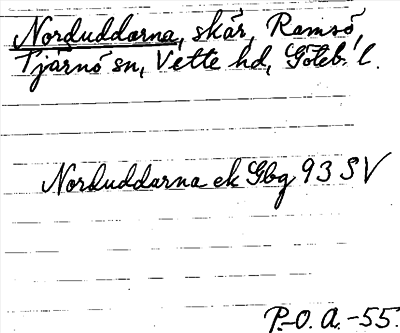 Norduddarna, skär, Ramsö,
Tjärnö sn, Vette hd, Göteb. l.
Norduddarna ek Gbg 93 SV
P.-O. A. -55.